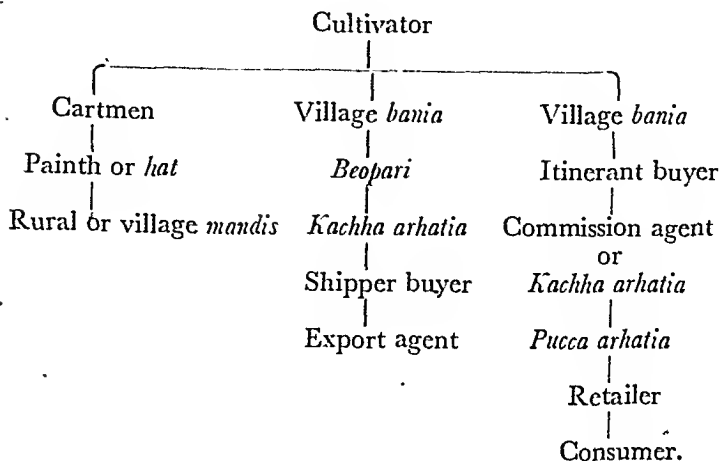 Cultivator
Cartmen Village bania Village bania
Painth or hat Beopari Itinerant buyer
Rural or village mandis Kachha arhatia Commission agent
or
Shipper buyer Kachha arhatia
Export agent Pucca arhatia
Retailer
Consumer.